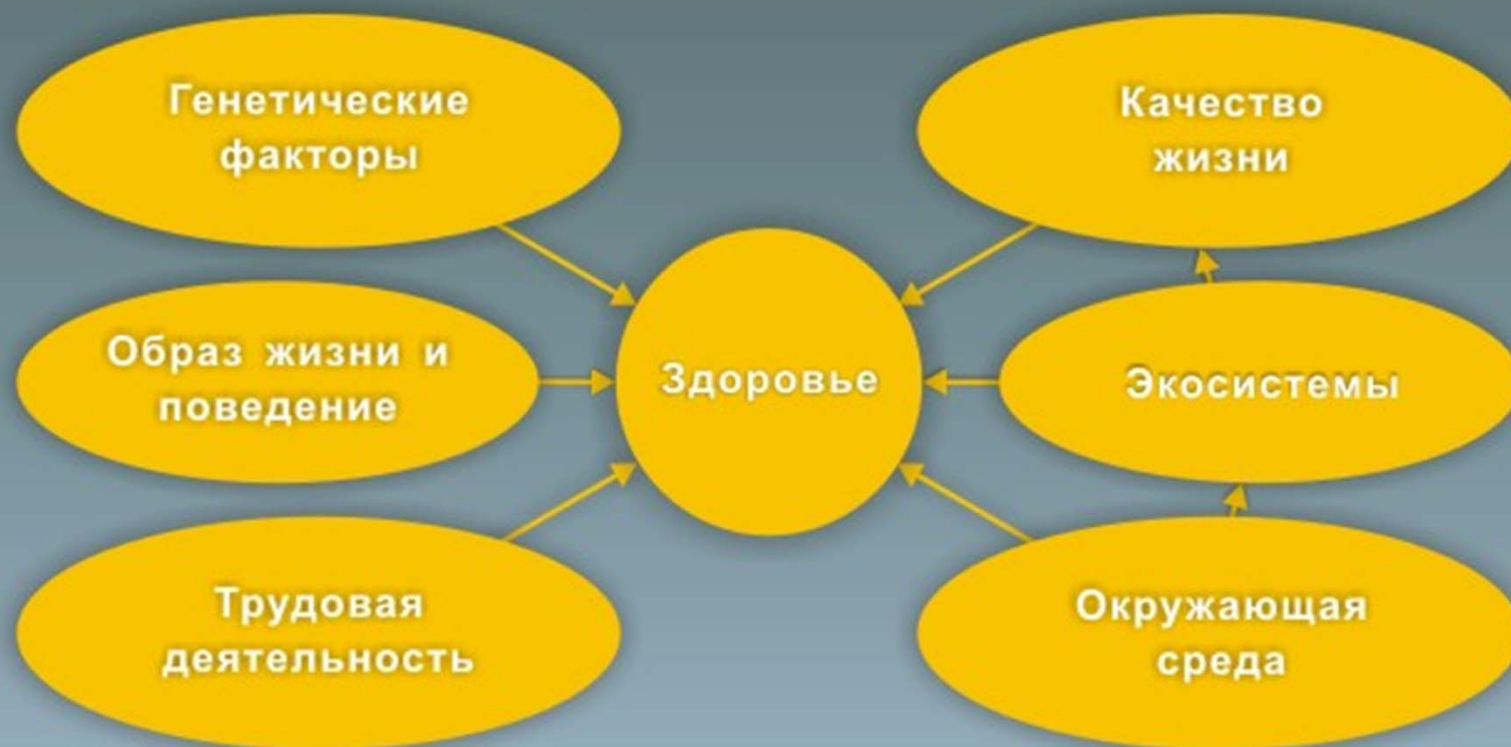 Генетические
факторы
Качество
жизни
Образ жизни и
поведение
Здоровье
Экосистемы
Трудовая
деятельность
Окружающая
среда